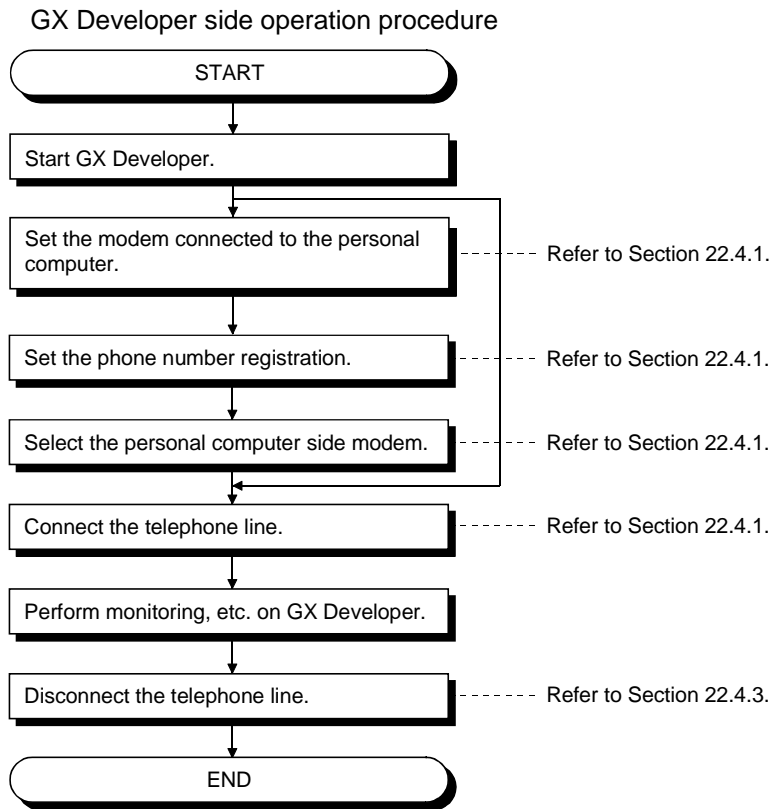 GX Developer side operation procedure
START
Start GX Developer.
Set the modem connected to the personal
computer.
Refer to Section 22.4.1.
Set the phone number registration.
Refer to Section 22.4.1.
Select the personal computer side modem.
Refer to Section 22.4.1.
Connect the telephone line.
Refer to Section 22.4.1.
Perform monitoring, etc. on GX Developer.
Disconnect the telephone line.
Refer to Section 22.4.3.
END